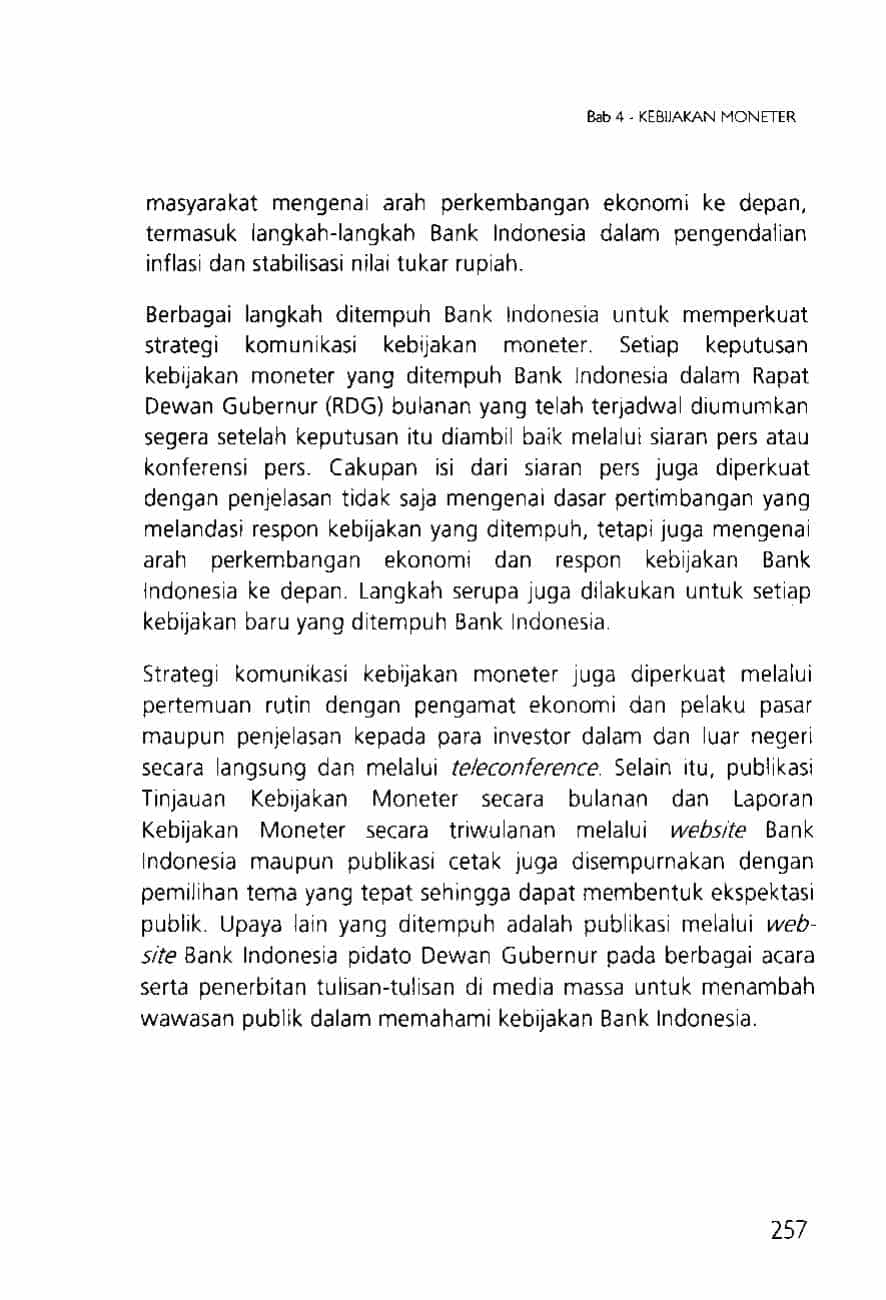 Bab 4 - KEBIJAKAN MONETER
masyarakat mengenai arah perkembangan ekonomi ke depan,
termasuk langkah-langkah Bank Indonesia dalam pengendalian
inflasi dan stabilisasi nilai tukar rupiah.
Berbagai langkah ditempuh Bank Indonesia untuk memperkuat
strategi komunikasi kebijakan moneter. Setiap keputusan
kebijakan moneter yang ditempuh Bank Indonesia dalam Rapat
Dewan Gubernur (RDG) bulanan yang telah terjadwal diumumkan
segera setelah keputusan itu diambil baik melalui siaran pers atau
konferensi pers. Cakupan isi dari siaran pers juga diperkuat
dengan penjelasan tidak saja mengenai dasar pertimbangan yang
melandasi respon kebijakan yang ditempuh, tetapi juga mengenai
arah perkembangan ekonomi dan respon kebijakan Bank
Indonesia ke depan. Langkah serupa juga dilakukan untuk setiap
kebijakan baru yang ditempuh Bank Indonesia.
Strategi komunikasi kebijakan moneter juga diperkuat melalui
pertemuan rutin dengan pengamat ekonomi dan pelaku pasar
maupun penjelasan kepada para investor dalam dan luar negeri
secara langsung dan melalui teleconference. Selain itu, publikasi
Tinjauan Kebijakan Moneter secara bulanan dan Laporan
Kebijakan Moneter secara triwulanan melalui website Bank
Indonesia maupun publikasi cetak juga disempurnakan dengan
pemilihan tema yang tepat sehingga dapat membentuk ekspektasi
publik. Upaya lain yang ditempuh adalah publikasi melalui web-
site Bank Indonesia pidato Dewan Gubernur pada berbagai acara
serta penerbitan tulisan-tulisan di media massa untuk menambah
wawasan publik dalam memahami kebijakan Bank Indonesia.
257